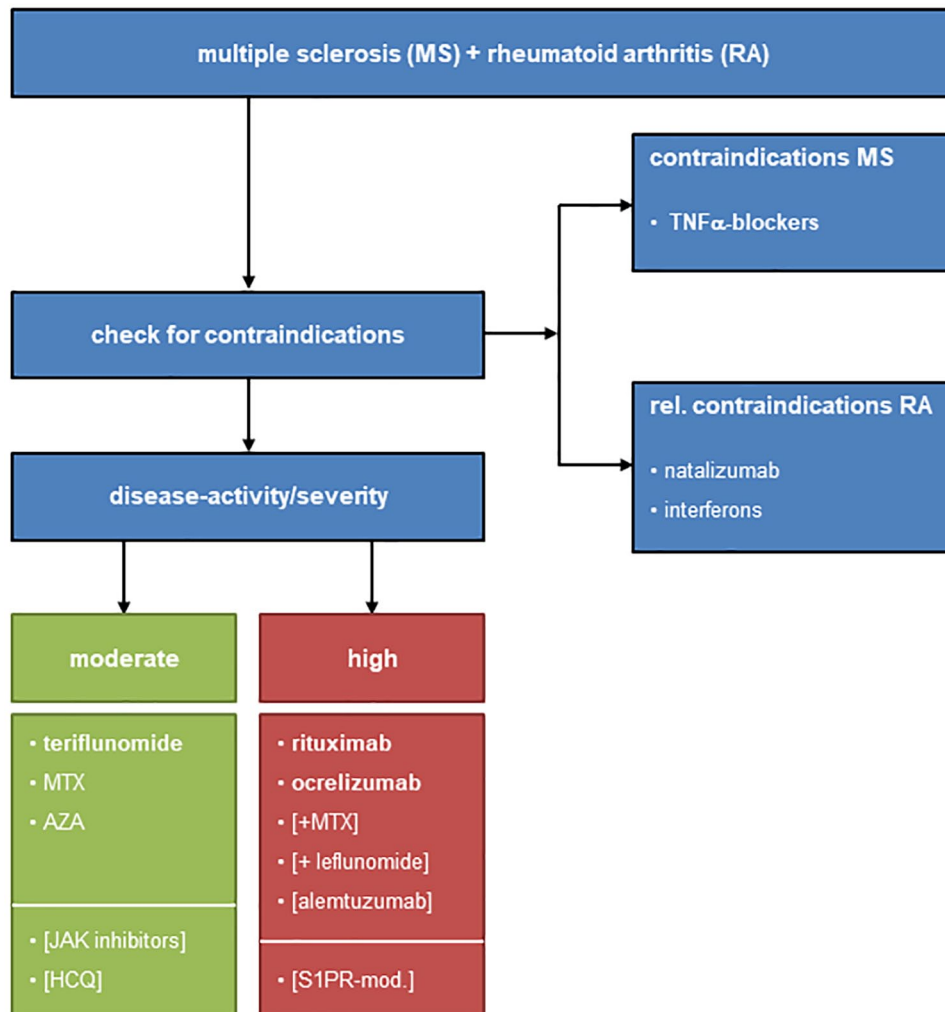 multiple sclerosis (MS) + rheumatoid arthritis (RA)
contraindications MS
• TNFα-blockers
check for contraindications
rel. contraindications RA
• natalizumab
• interferons
disease-activity/severity
moderate
high
• teriflunomide
• MTX
• AZA
• [JAK inhibitors]
• [HCQ]
• rituximab
• ocrelizumab
• [+MTX]
• [+ leflunomide]
• [alemtuzumab]
• [S1PR-mod.]